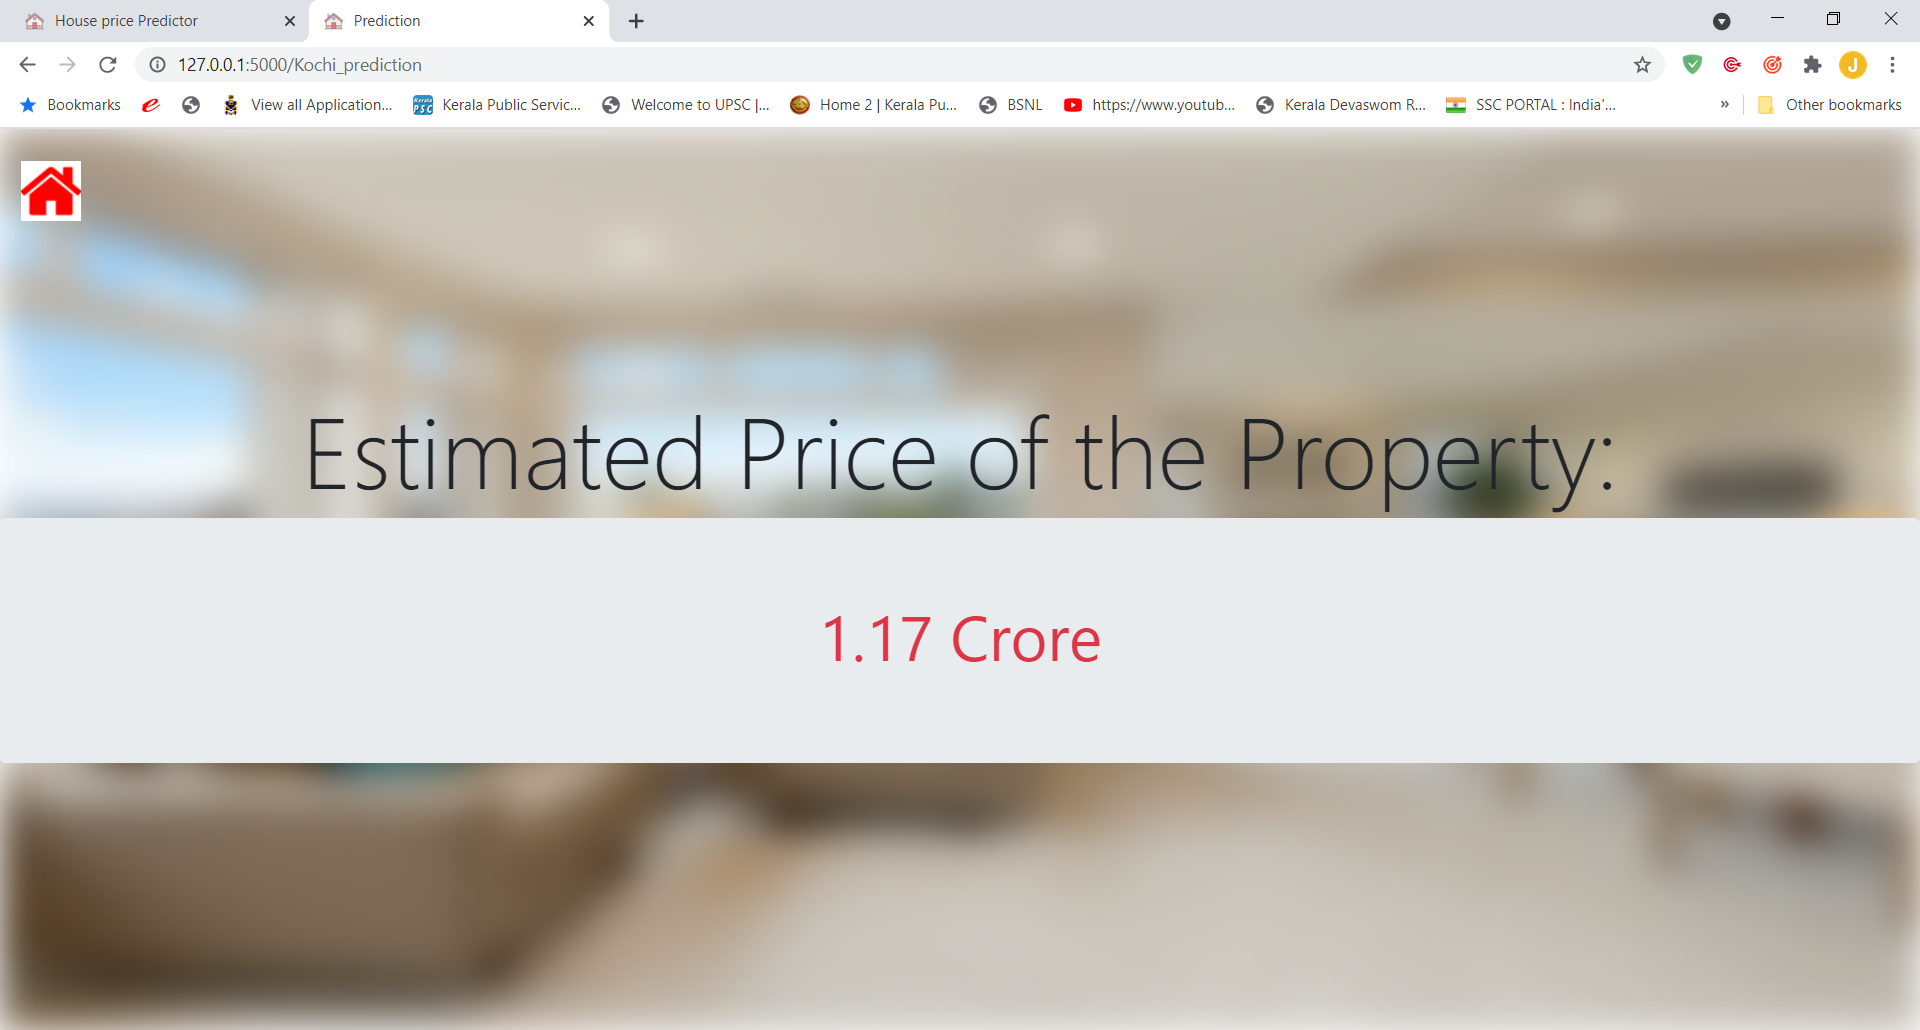 House price Predictor
Prediction
127.0.0.1:5000/Kochi_prediction
J
Bookmarks
e
View all Application...
Kerala PSC
Kerala Public Servic...
Welcome to UPSC |...
Home 2 | Kerala Pu...
BSNL
https://www.youtub...
Kerala Devaswom R...
SSC PORTAL : India'...
»
Other bookmarks
Estimated Price of the Property:
1.17 Crore